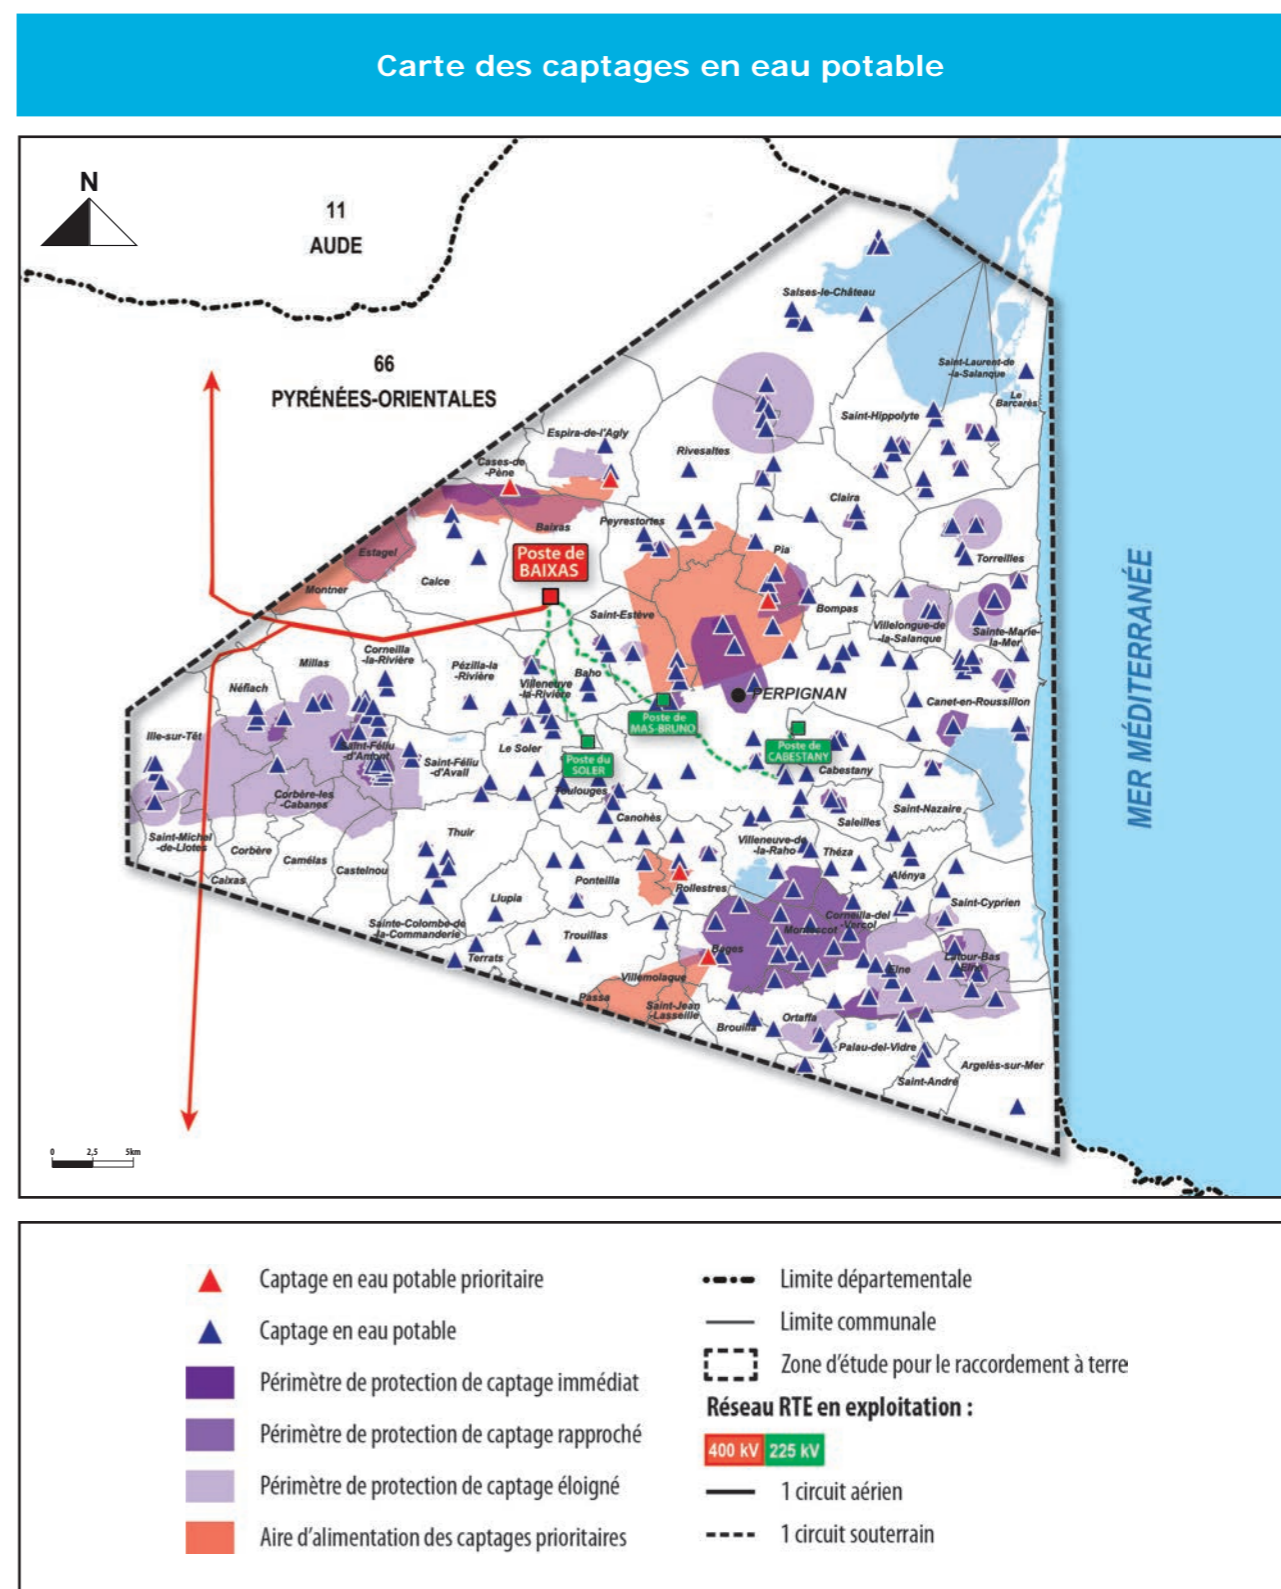 Carte des captages en eau potable
N
11
AUDE
66
PYRÉNÉES-ORIENTALES
MER MÉDITERRANÉE
Salses-le-Château
Saint-Laurent-de
-la-Salanque
Le
Barcarès
Saint-Hippolyte
Espira-de-l'Agly
Rivesaltes
Cases-de
-Pène
Claira
Baixas
Peyrestortes
Estagel
Pia
Torreilles
Poste de
BAIXAS
Calce
Montner
Saint-Estève
Bompas
Villelongue-de
-la-Salanque
Sainte-Marie-
la-Mer
Corneilla
-la-Rivière
Millas
Pézilla-la
-Rivière
Baho
Villeneuve
-la-Rivière
Néfiach
PERPIGNAN
Canet-en-Roussillon
Poste de
MAS-BRUNO
Ille-sur-Têt
Saint-Féliu
-d'Amont
Le Soler
Poste du
SOLER
Poste de
CABESTANY
Saint-Féliu
-d'Avall
Cabestany
Toulouges
Corbère-les
-Cabanes
Saint-Nazaire
Canohès
Saleilles
Saint-Michel
-de-Llotes
Corbère
Thuir
Villeneuve-de
-la-Raho
Théza
Camélas
Castelnou
Caixas
Ponteilla
Pollestres
Alénya
Llupia
Saint-Cyprien
Sainte-Colombe-de
-la-Commanderie
Corneilla-del
-Vercol
Trouillas
Montescot
Terrats
Bages
Latour-Bas
-Elne
Elne
Villemolaque
Passa
Saint-Jean
-Lasseille
Brouilla
Ortaffa
Palau-del-Vidre
Argelès-sur-Mer
Saint-André
0 2,5 5km
Captage en eau potable prioritaire
Captage en eau potable
Périmètre de protection de captage immédiat
Périmètre de protection de captage rapproché
Périmètre de protection de captage éloigné
Aire d'alimentation des captages prioritaires
Limite départementale
Limite communale
Zone d'étude pour le raccordement à terre
Réseau RTE en exploitation :
400 kV 225 kV
1 circuit aérien
1 circuit souterrain